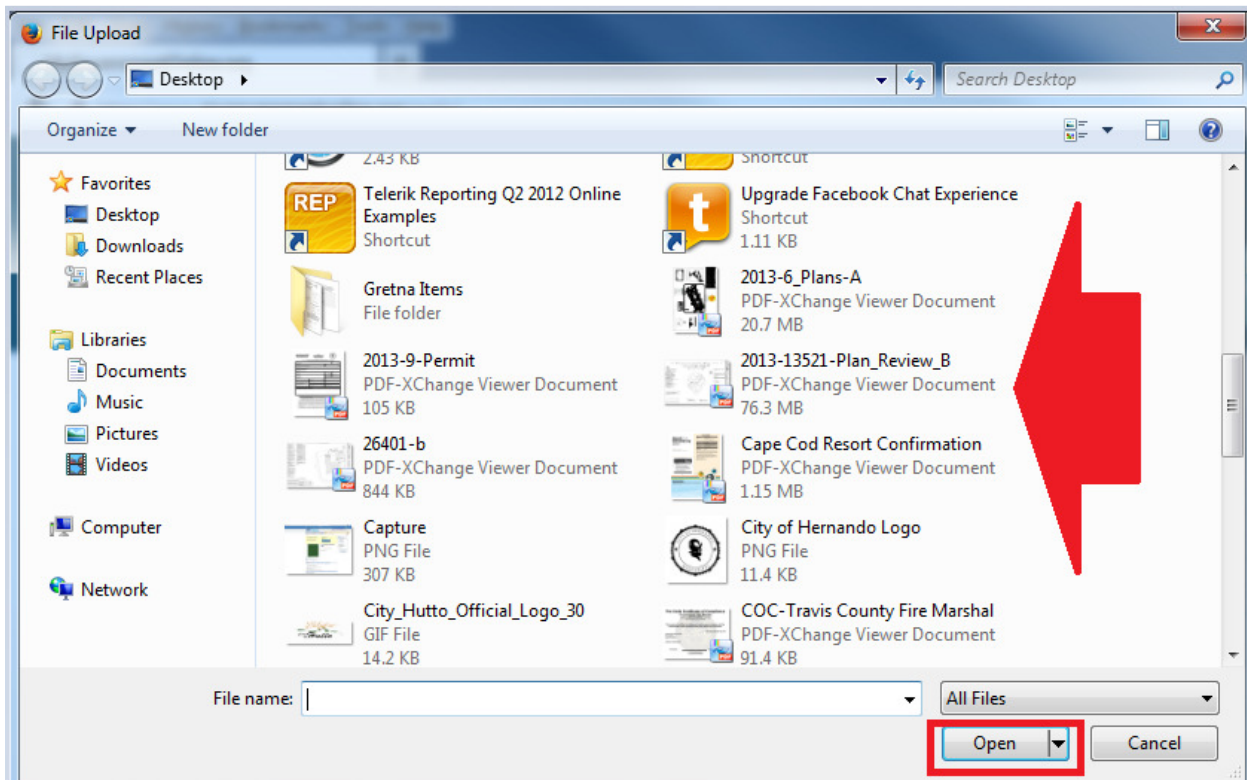 File Upload
Desktop
Search Desktop
Organize
New folder
Favorites
Desktop
Downloads
Recent Places
Libraries
Documents
Music
Pictures
Videos
Computer
Network
2.43 KB
Shortcut
REP
Telerik Reporting Q2 2012 Online
Examples
Shortcut
t
Upgrade Facebook Chat Experience
Shortcut
1.11 KB
Gretna Items
File folder
2013-6_Plans-A
PDF-XChange Viewer Document
20.7 MB
2013-9-Permit
PDF-XChange Viewer Document
105 KB
2013-13521-Plan_Review_B
PDF-XChange Viewer Document
76.3 MB
26401-b
PDF-XChange Viewer Document
844 KB
Cape Cod Resort Confirmation
PDF-XChange Viewer Document
1.15 MB
Capture
PNG File
307 KB
City of Hernando Logo
PNG File
11.4 KB
City_Hutto_Official_Logo_30
GIF File
14.2 KB
COC-Travis County Fire Marshal
PDF-XChange Viewer Document
91.4 KB
File name:
All Files
Open
Cancel